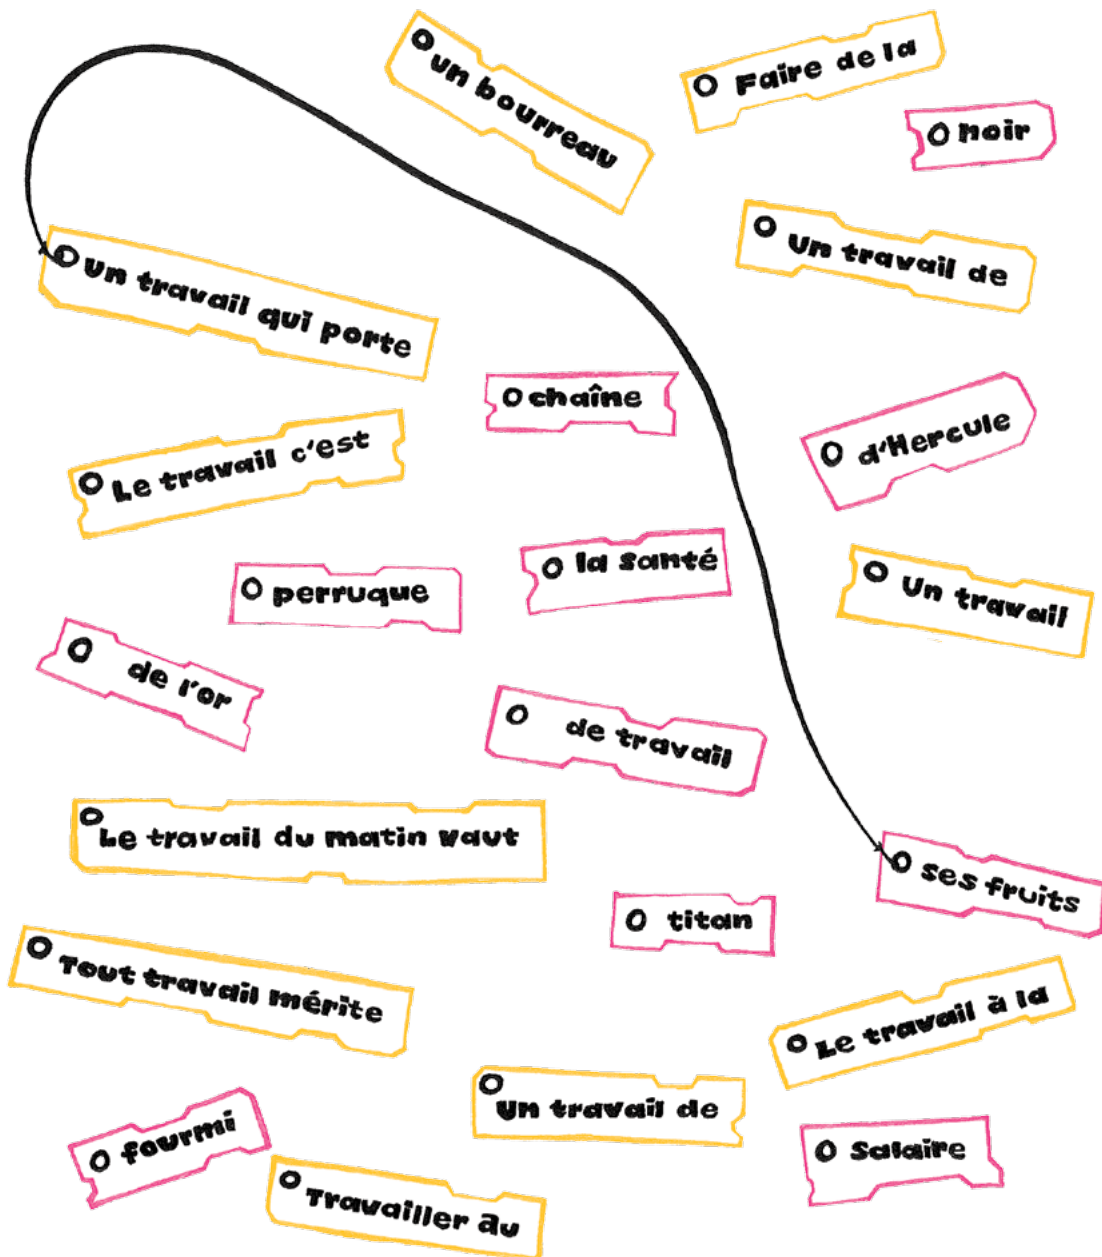 un bourreau
Faire de la
noir
Un travail de
Un travail qui porte
chaîne
d'Hercule
Le travail c'est
la santé
perruque
Un travail
de l'or
de travail
Le travail du matin vaut
ses fruits
titan
Tout travail mérite
Le travail à la
Un travail de
fourmi
Salaire
Travailler au